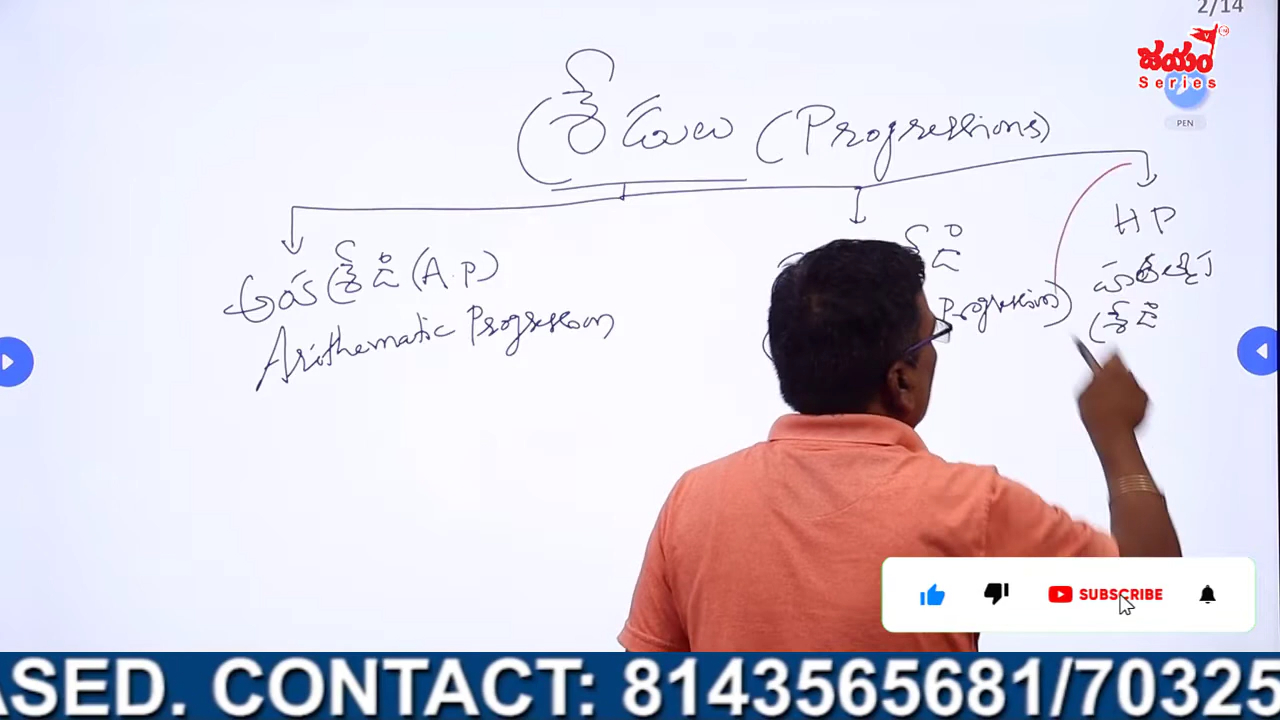 2/14
జయం
Series
PEN
శ్రేఢులు (Progressions)
అంకశ్రేఢి (A.P)
Arithematic Progression
Progression)
HP
హరాత్మక
శ్రేఢి
SUBSCRIBE
ASED. CONTACT: 8143565681/70325